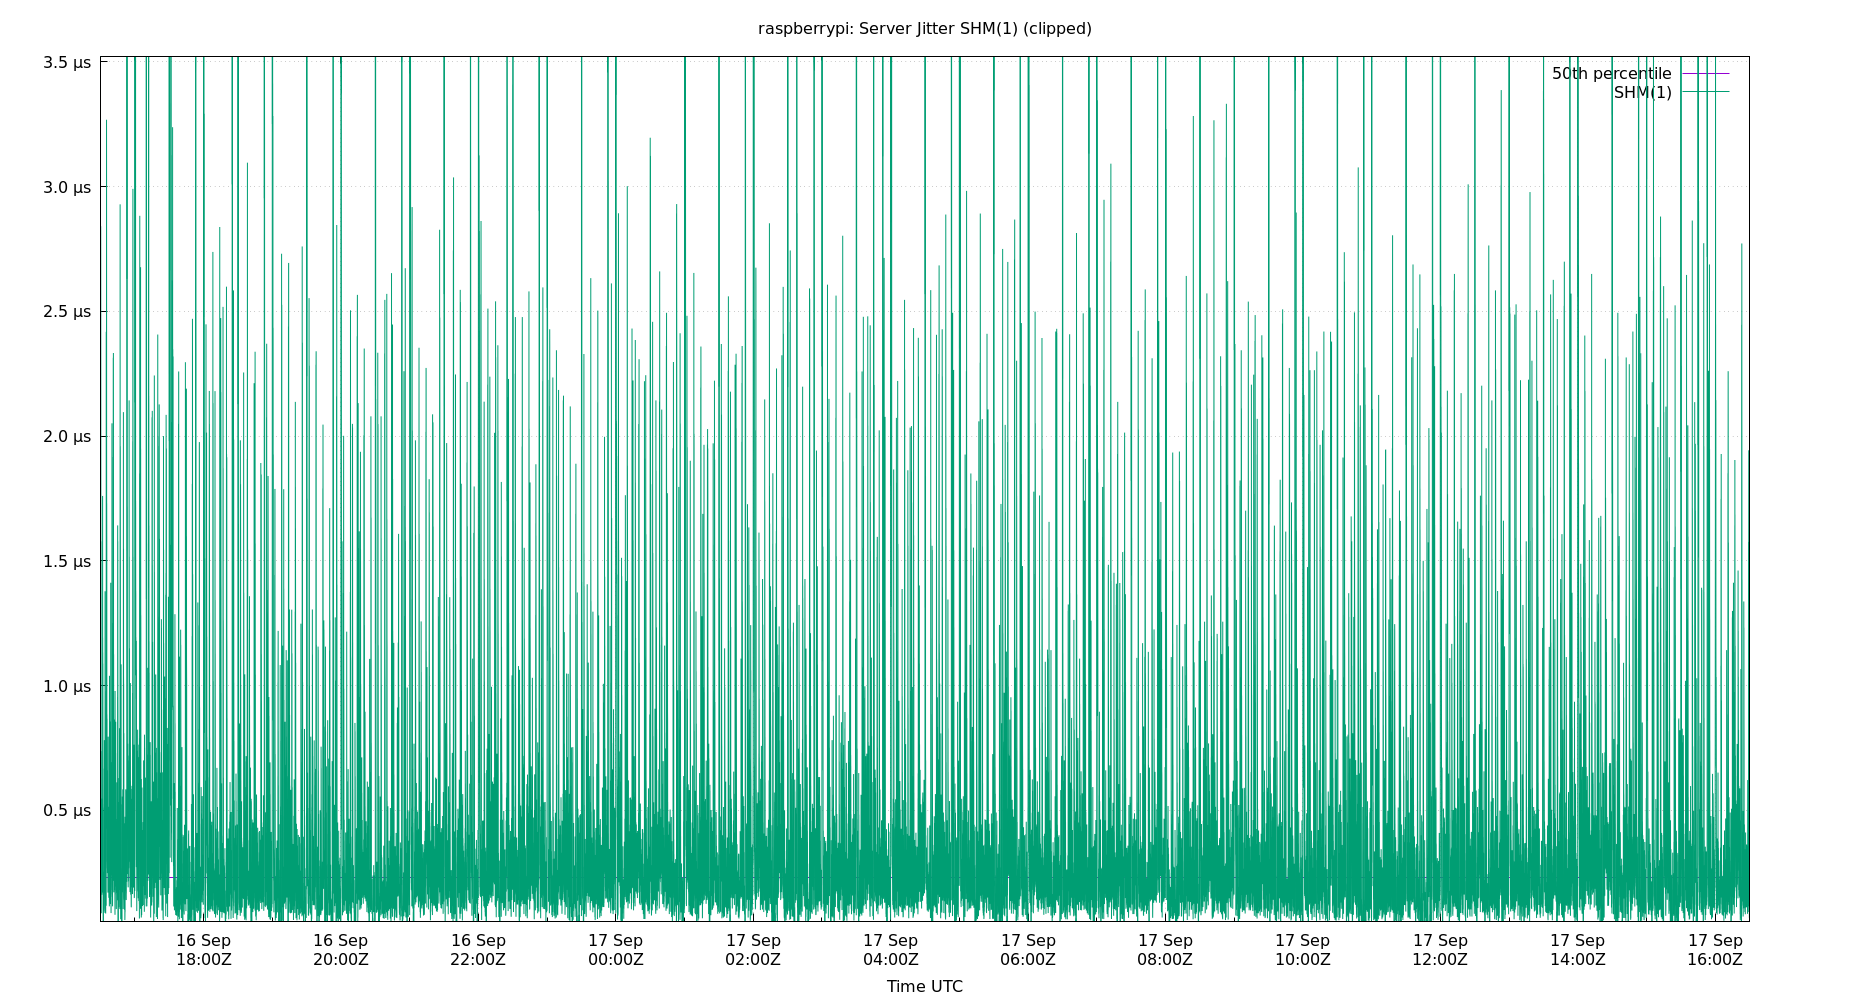 raspberrypi: Server Jitter SHM(1) (clipped)
3.5 µs
3.0 µs
2.5 µs
2.0 µs
1.5 µs
1.0 µs
0.5 µs
50th percentile
SHM(1)
16 Sep 16 Sep 16 Sep 17 Sep 17 Sep 17 Sep 17 Sep 17 Sep 17 Sep 17 Sep 17 Sep 17 Sep
18:00Z 20:00Z 22:00Z 00:00Z 02:00Z 04:00Z 06:00Z 08:00Z 10:00Z 12:00Z 14:00Z 16:00Z
Time UTC